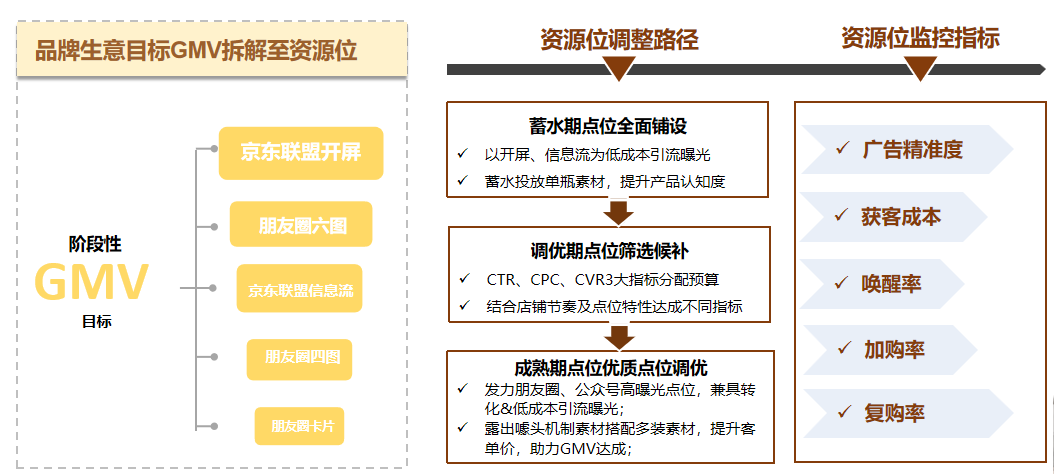 品牌生意目标GMV拆解至资源位
阶段性
GMV
目标
京东联盟开屏
朋友圈六图
京东联盟信息流
朋友圈四图
朋友圈卡片
资源位调整路径
蓄水期点位全面铺设
✓ 以开屏、信息流为低成本引流曝光
✓ 蓄水投放单瓶素材，提升产品认知度
调优期点位筛选候补
✓ CTR、CPC、CVR3大指标分配预算
✓ 结合店铺节奏及点位特性达成不同指标
成熟期点位优质点位调优
✓ 发力朋友圈、公众号高曝光点位，兼具转
化&低成本引流曝光；
✓ 露出噱头机制素材搭配多装素材，提升客
单价，助力GMV达成；
资源位监控指标
✓ 广告精准度
✓ 获客成本
✓ 唤醒率
✓ 加购率
✓ 复购率